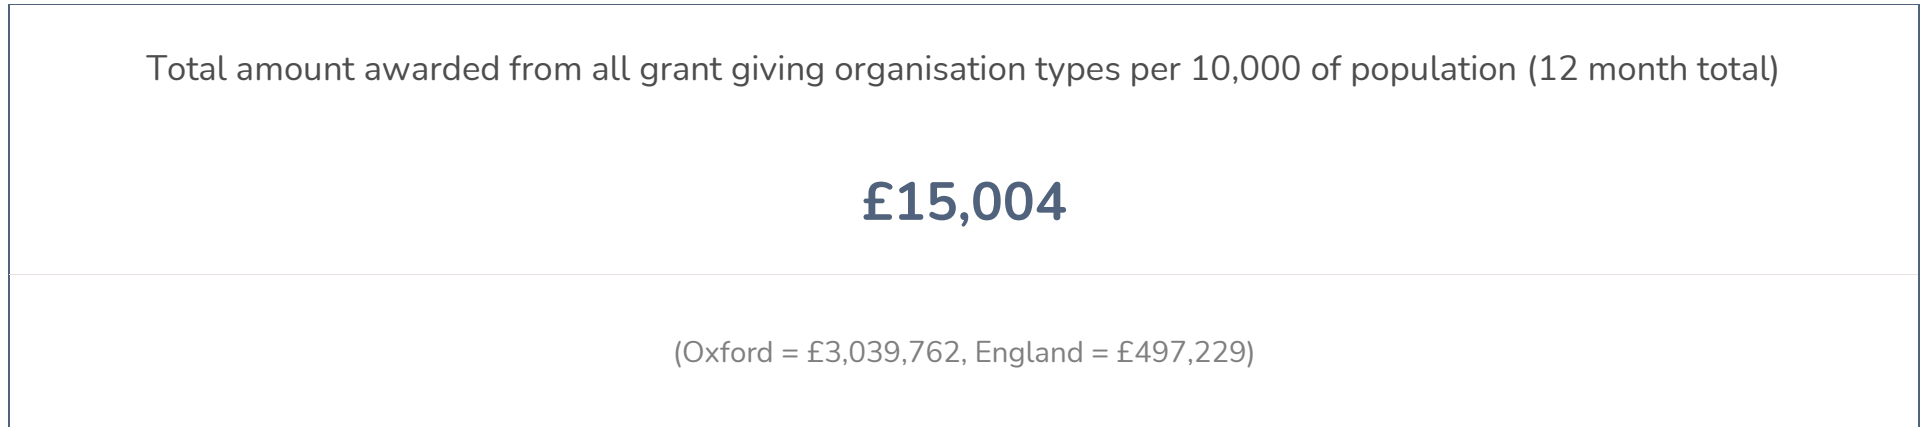 Total amount awarded from all grant giving organisation types per 10,000 of population (12 month total)
£15,004
(Oxford = £3,039,762, England = £497,229)